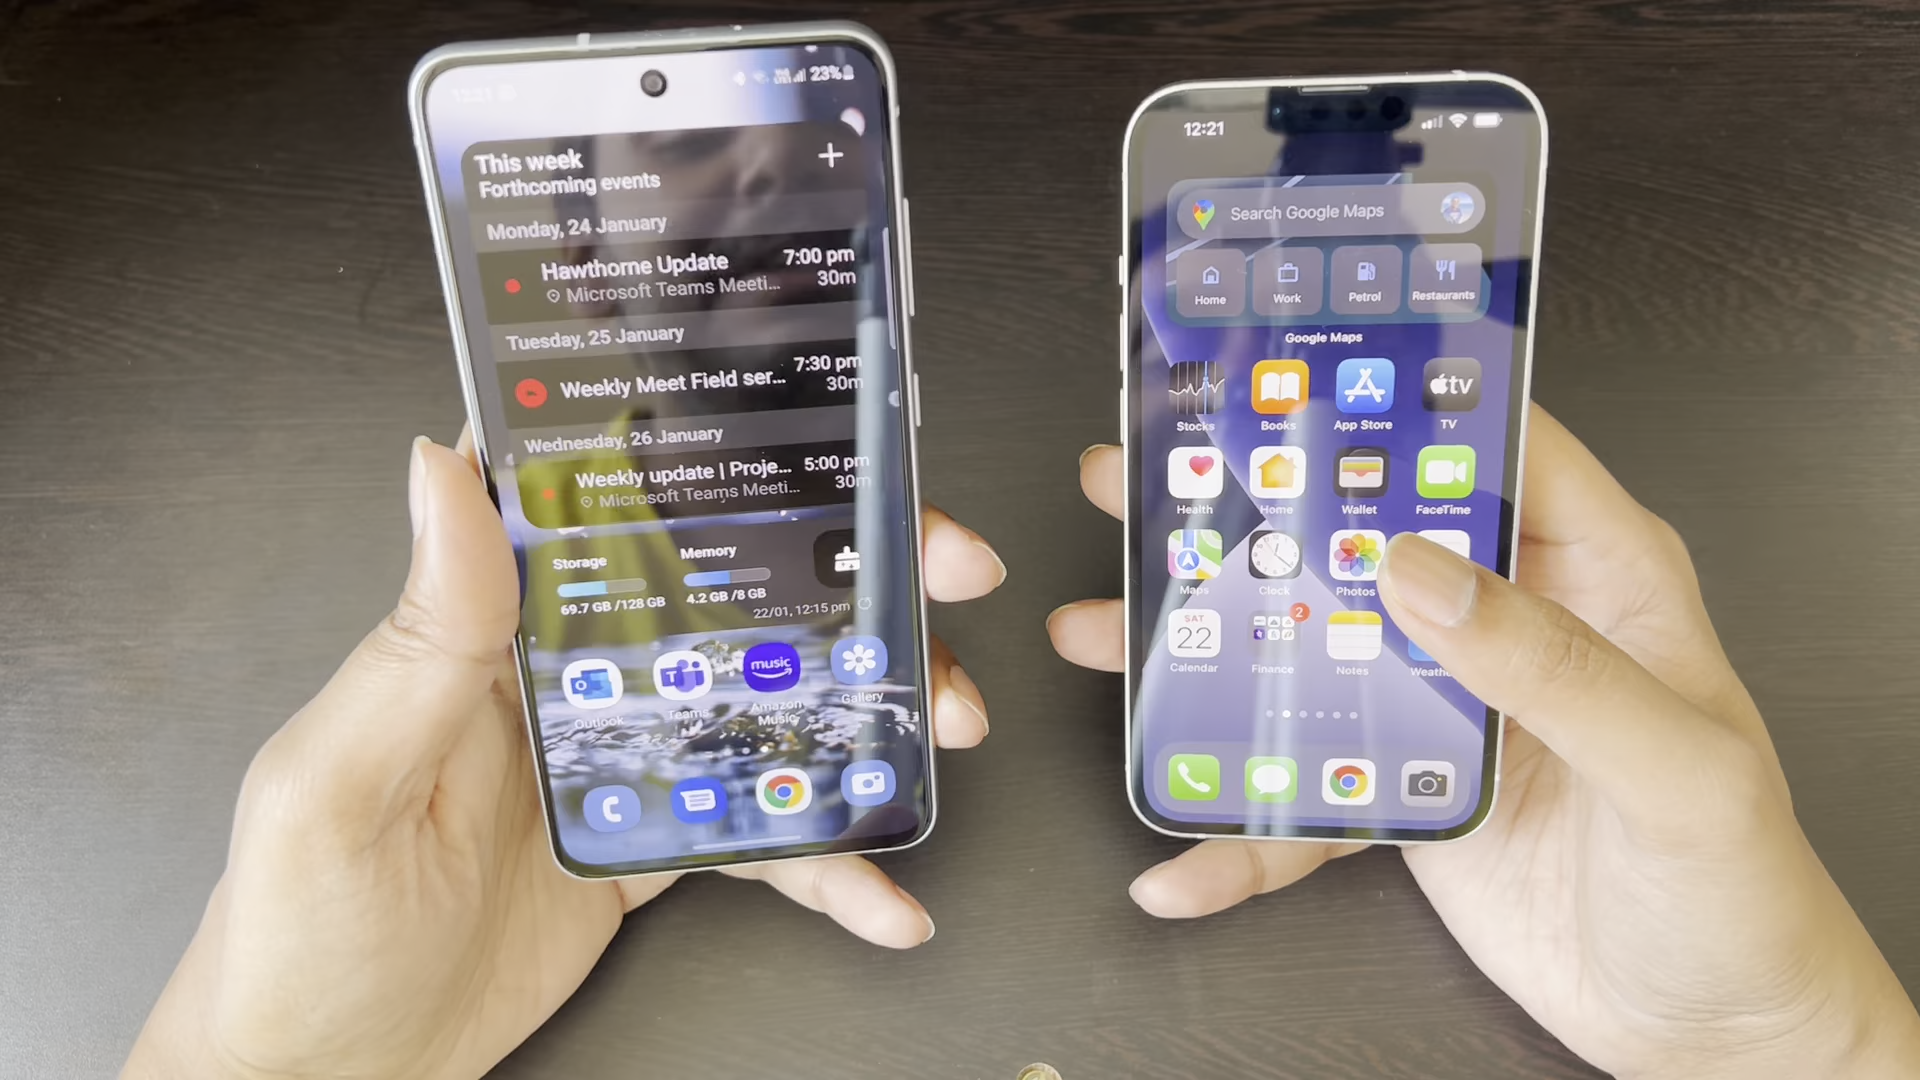 23%
This week
Forthcoming events
Monday, 24 January
Hawthorne Update
7:00 pm
Microsoft Teams Meeti...
30m
Tuesday, 25 January
Weekly Meet Field ser...
7:30 pm
30m
Wednesday, 26 January
Weekly update | Proje...
5:00 pm
Microsoft Teams Meeti...
30m
Storage
Memory
69.7 GB /128 GB
4.2 GB /8 GB
22/01, 12:15 pm
music
Outlook
Teams
Amazon
Music
Gallery
12:21
Search Google Maps
Home
Work
Petrol
Restaurants
Google Maps
tv
Stocks
Books
App Store
TV
Health
Home
Wallet
FaceTime
Maps
Clock
Photos
SAT
22
2
Calendar
Finance
Notes